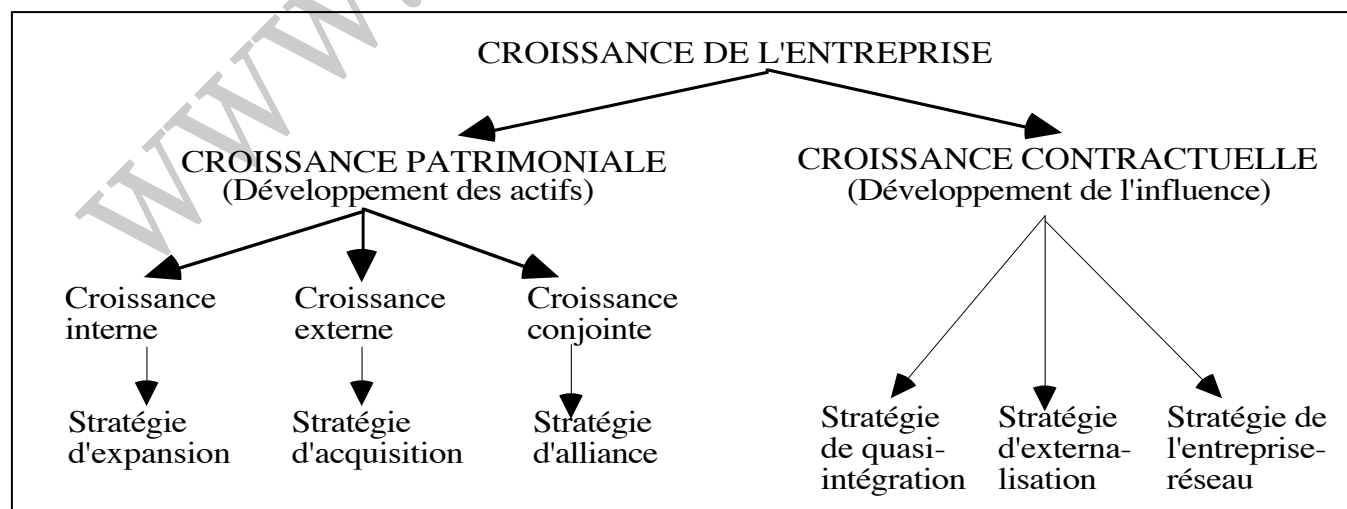 WWW.
CROISSANCE DE L'ENTREPRISE
CROISSANCE PATRIMONIALE
(Développement des actifs)
CROISSANCE CONTRACTUELLE
(Développement de l'influence)
Croissance
interne
Croissance
externe
Croissance
conjointe
Stratégie
d'expansion
Stratégie
d'acquisition
Stratégie
d'alliance
Stratégie
de quasi-
intégration
Stratégie
d'externa-
lisation
Stratégie de
l'entreprise-
réseau